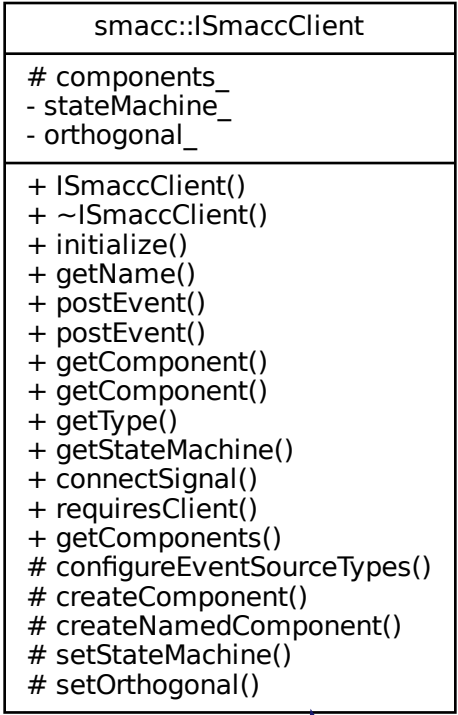 smacc::ISmaccClient
# components_
- stateMachine_
- orthogonal_
+ ISmaccClient()
+ ~ISmaccClient()
+ initialize()
+ getName()
+ postEvent()
+ postEvent()
+ getComponent()
+ getComponent()
+ getType()
+ getStateMachine()
+ connectSignal()
+ requiresClient()
+ getComponents()
# configureEventSourceTypes()
# createComponent()
# createNamedComponent()
# setStateMachine()
# setOrthogonal()